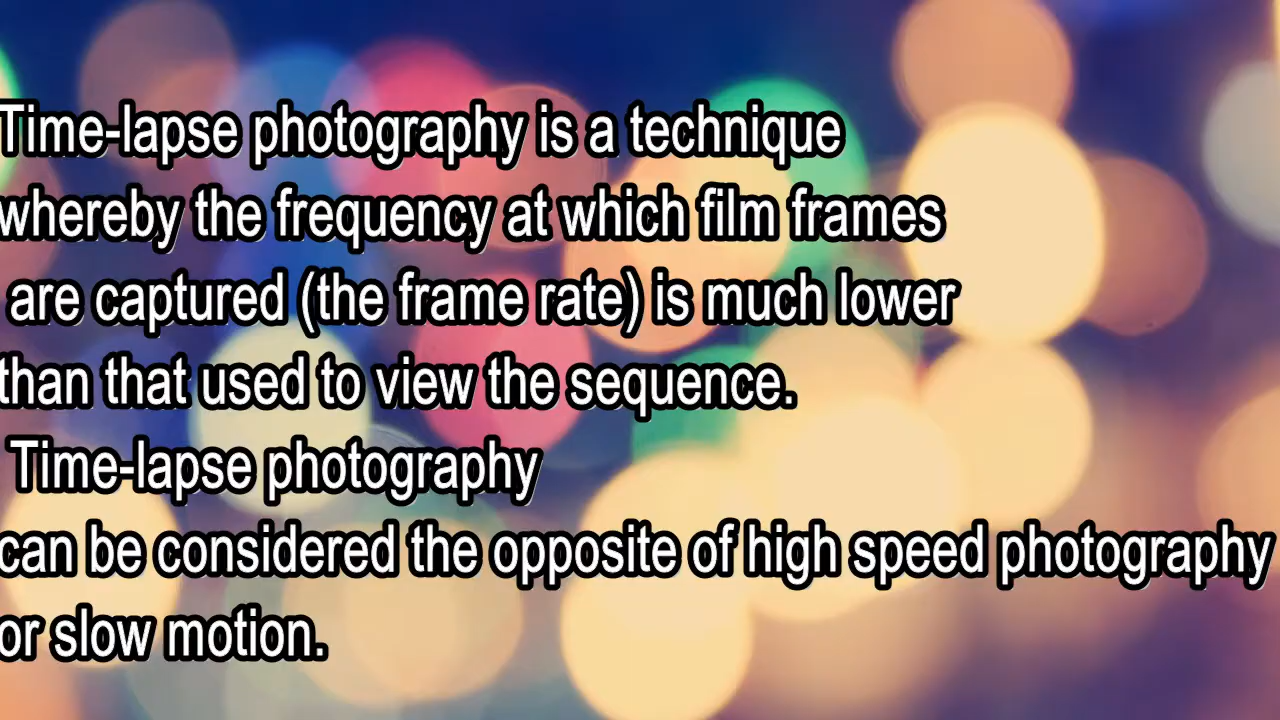 Time-lapse photography is a technique
whereby the frequency at which film frames
are captured (the frame rate) is much lower
than that used to view the sequence.
Time-lapse photography
can be considered the opposite of high speed photography
or slow motion.